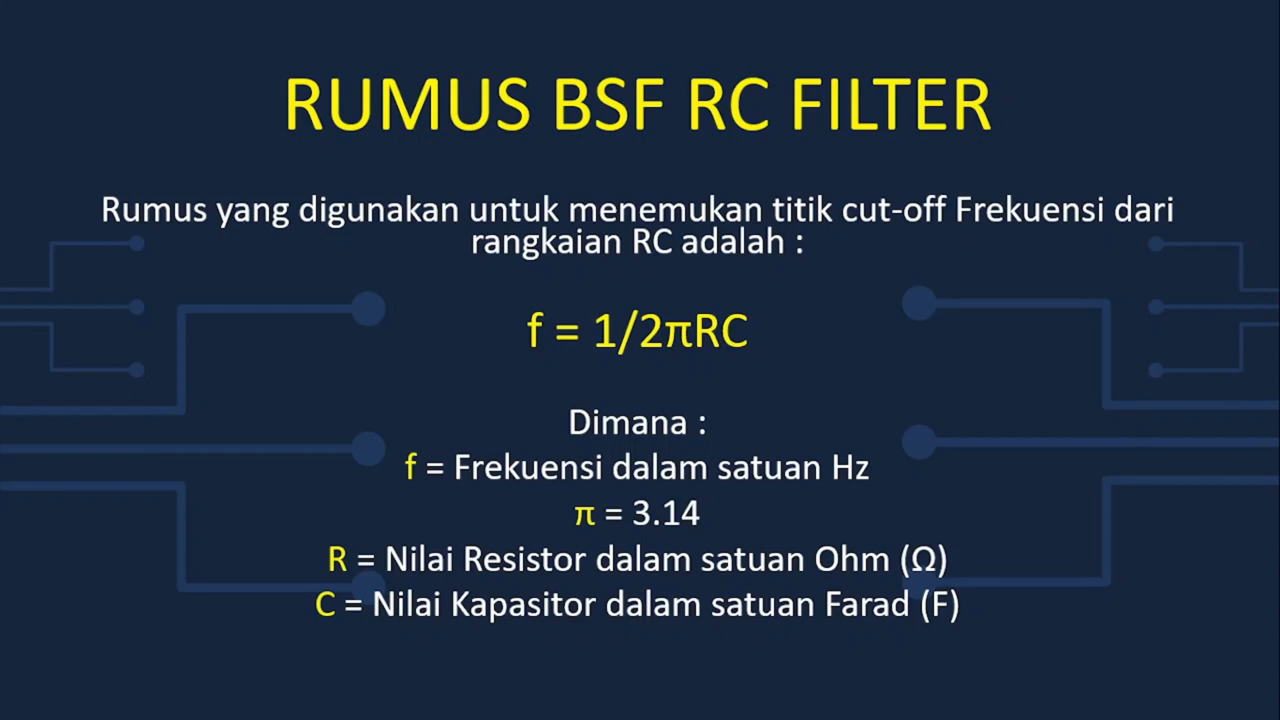 RUMUS BSF RC FILTER
Rumus yang digunakan untuk menemukan titik cut-off Frekuensi dari
rangkaian RC adalah :
f = 1/2πRC
Dimana :
f = Frekuensi dalam satuan Hz
π = 3.14
R = Nilai Resistor dalam satuan Ohm (Ω)
C = Nilai Kapasitor dalam satuan Farad (F)